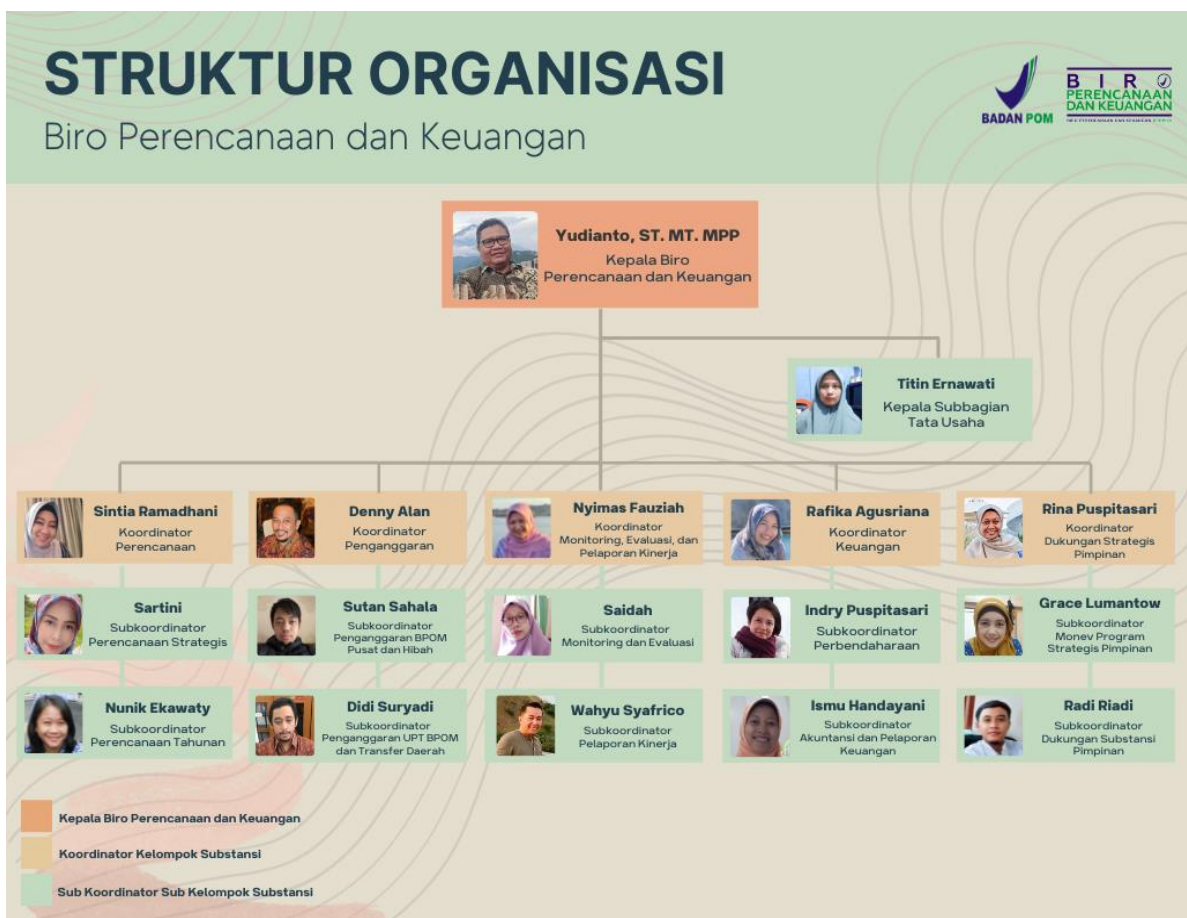 STRUKTUR ORGANISASI
Biro Perencanaan dan Keuangan
BADAN POM
BIRO
PERENCANAAN
DAN KEUANGAN
Yudianto, ST. MT. MPP
Kepala Biro
Perencanaan dan Keuangan
Titin Ernawati
Kepala Subbagian
Tata Usaha
Sintia Ramadhani
Koordinator
Perencanaan
Denny Alan
Koordinator
Penganggaran
Nyimas Fauziah
Koordinator
Monitoring, Evaluasi, dan
Pelaporan Kinerja
Rafika Agusriana
Koordinator
Keuangan
Rina Puspitasari
Koordinator
Dukungan Strategis
Pimpinan
Sartini
Subkoordinator
Perencanaan Strategis
Sutan Sahala
Subkoordinator
Penganggaran BPOM
Pusat dan Hibah
Saidah
Subkoordinator
Monitoring dan Evaluasi
Indry Puspitasari
Subkoordinator
Perbendaharaan
Grace Lumantow
Subkoordinator
Monev Program
Strategis Pimpinan
Nunik Ekawaty
Subkoordinator
Perencanaan Tahunan
Didi Suryadi
Subkoordinator
Penganggaran UPT BPOM
dan Transfer Daerah
Wahyu Syafrico
Subkoordinator
Pelaporan Kinerja
Ismu Handayani
Subkoordinator
Akuntansi dan Pelaporan
Keuangan
Radi Riadi
Subkoordinator
Dukungan Substansi
Pimpinan
Kepala Biro Perencanaan dan Keuangan
Koordinator Kelompok Substansi
Sub Koordinator Sub Kelompok Substansi